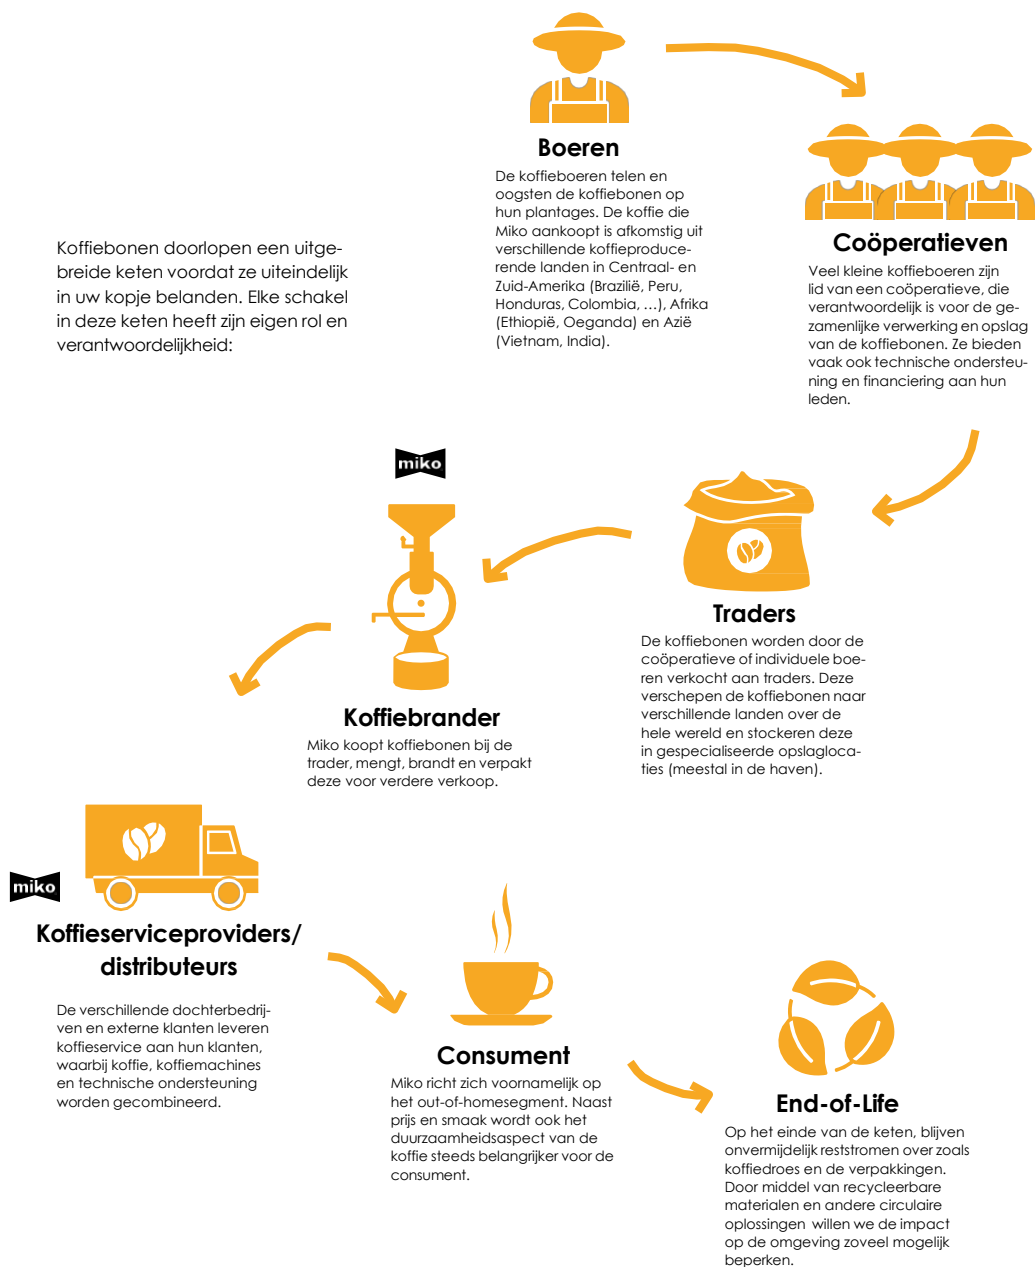 Boeren
De koffieboeren telen en
oogsten de koffiebonen op
hun plantages. De koffie die
Miko aankoopt is afkomstig uit
verschillende koffieproduce-
rende landen in Centraal- en
Zuid-Amerika (Brazilië, Peru,
Honduras, Colombia, …), Afrika
(Ethiopië, Oeganda) en Azië
(Vietnam, India).
Coöperatieven
Veel kleine koffieboeren zijn
lid van een coöperatieve, die
verantwoordelijk is voor de ge-
zamenlijke verwerking en opslag
van de koffiebonen. Ze bieden
vaak ook technische ondersteu-
ning en financiering aan hun
leden.
Koffiebonen doorlopen een uitge-
breide keten voordat ze uiteindelijk
in uw kopje belanden. Elke schakel
in deze keten heeft zijn eigen rol en
verantwoordelijkheid:
miko
Traders
De koffiebonen worden door de
coöperatieve of individuele boe-
ren verkocht aan traders. Deze
verschepen de koffiebonen naar
verschillende landen over de
hele wereld en stockeren deze
in gespecialiseerde opslagloca-
ties (meestal in de haven).
Koffiebrander
Miko koopt koffiebonen bij de
trader, mengt, brandt en verpakt
deze voor verdere verkoop.
miko
Koffieserviceproviders/
distributeurs
De verschillende dochterbedrij-
ven en externe klanten leveren
koffieservice aan hun klanten,
waarbij koffie, koffiemachines
en technische ondersteuning
worden gecombineerd.
Consument
Miko richt zich voornamelijk op
het out-of-homesegment. Naast
prijs en smaak wordt ook het
duurzaamheidsaspect van de
koffie steeds belangrijker voor de
consument.
End-of-Life
Op het einde van de keten, blijven
onvermijdelijk reststromen over zoals
koffiedroes en de verpakkingen.
Door middel van recycleerbare
materialen en andere circulaire
oplossingen willen we de impact
op de omgeving zoveel mogelijk
beperken.